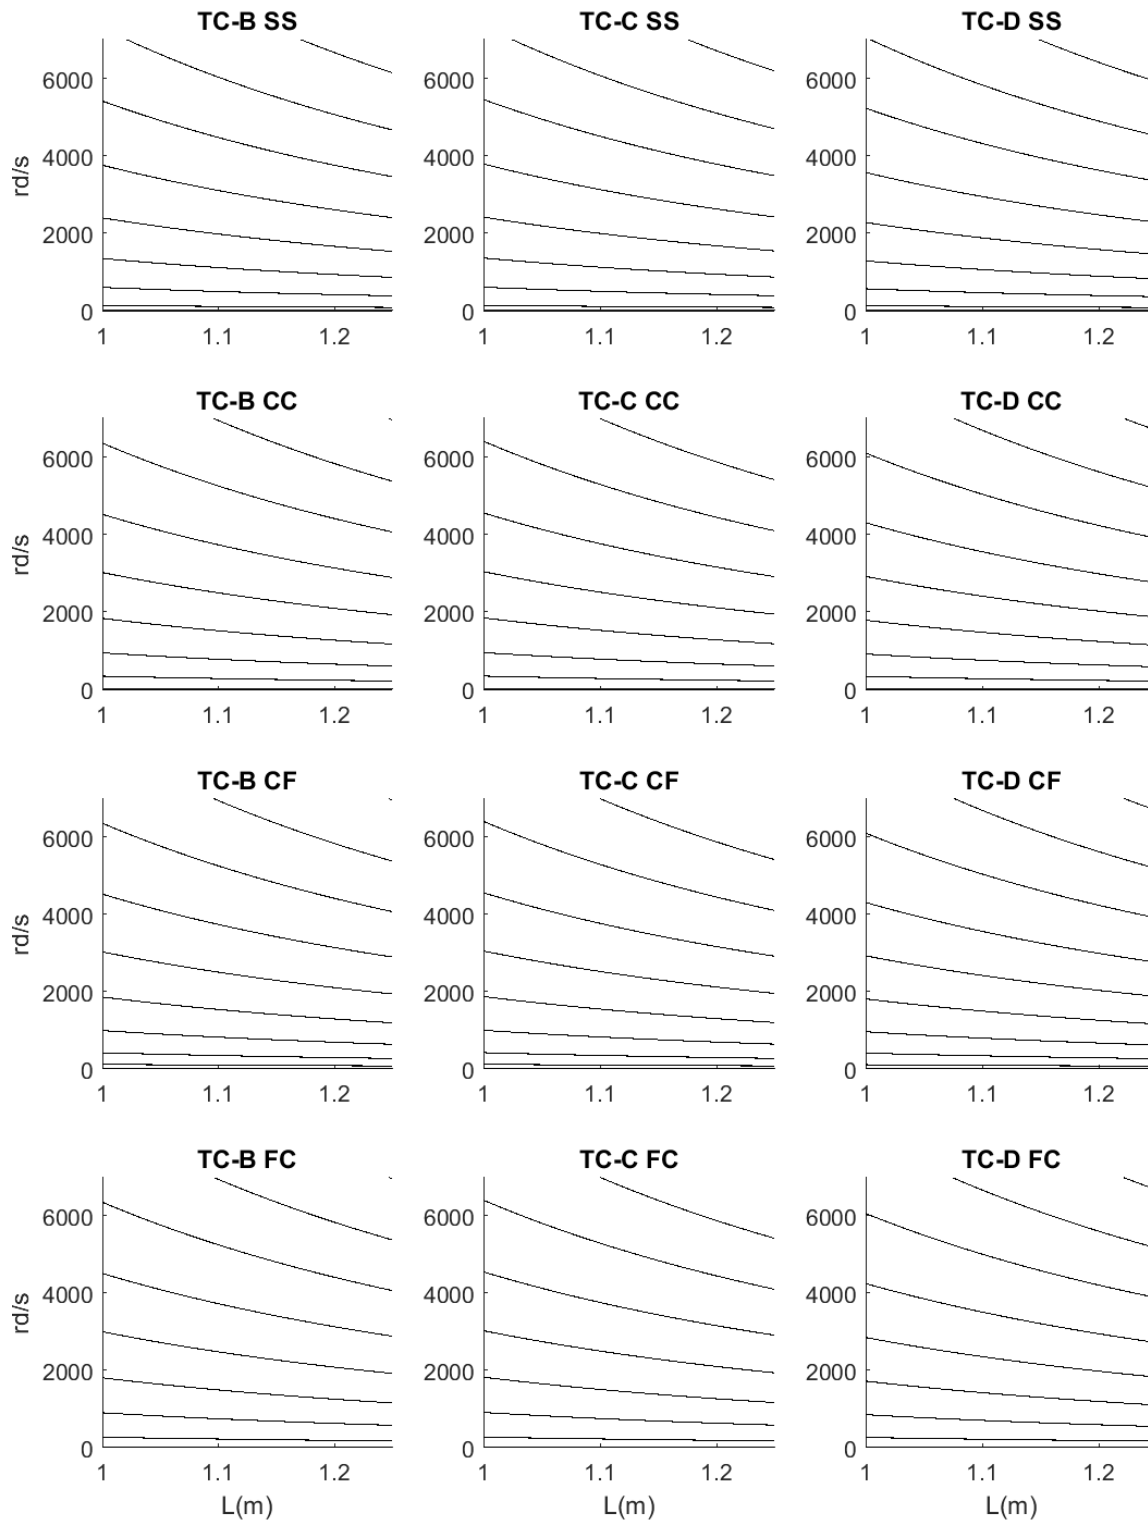 TC-B SS TC-C SS TC-D SS
6000 6000 6000
4000 4000 4000
rd/s
2000 2000 2000
0 0 0
1 1.1 1.2 1 1.1 1.2 1 1.1 1.2
TC-B CC TC-C CC TC-D CC
6000 6000 6000
4000 4000 4000
rd/s
2000 2000 2000
0 0 0
1 1.1 1.2 1 1.1 1.2 1 1.1 1.2
TC-B CF TC-C CF TC-D CF
6000 6000 6000
4000 4000 4000
rd/s
2000 2000 2000
0 0 0
1 1.1 1.2 1 1.1 1.2 1 1.1 1.2
TC-B FC TC-C FC TC-D FC
6000 6000 6000
4000 4000 4000
rd/s
2000 2000 2000
0 0 0
1 1.1 1.2 1 1.1 1.2 1 1.1 1.2
L(m) L(m) L(m)